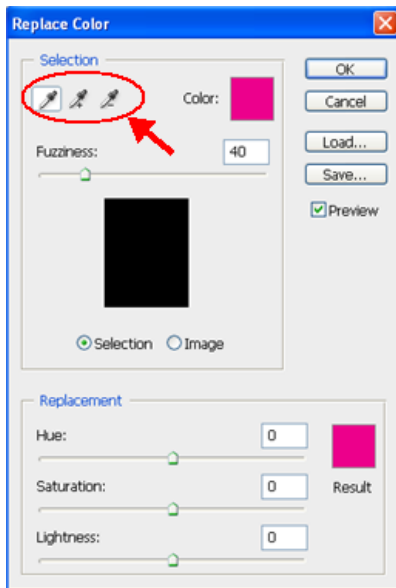 Replace Color
Selection
OK
Color:
Cancel
Fuzziness: 40
Load...
Save...
Preview
Selection Image
Replacement
Hue: 0
Saturation: 0 Result
Lightness: 0